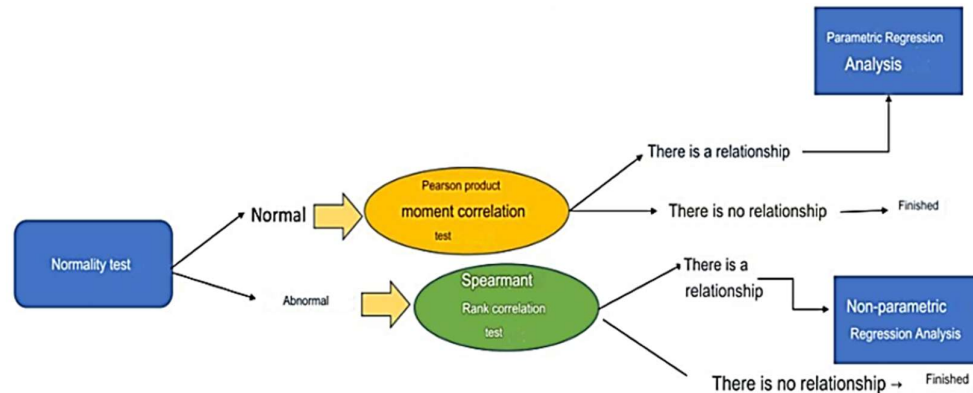 Parametric Regression
Analysis
There is a relationship
Pearson product
moment correlation
test
Normal
There is no relationship
Finished
Normality test
Abnormal
Spearmant
Rank correlation
test
There is a
relationship
Non-parametric
Regression Analysis
There is no relationship
Finished